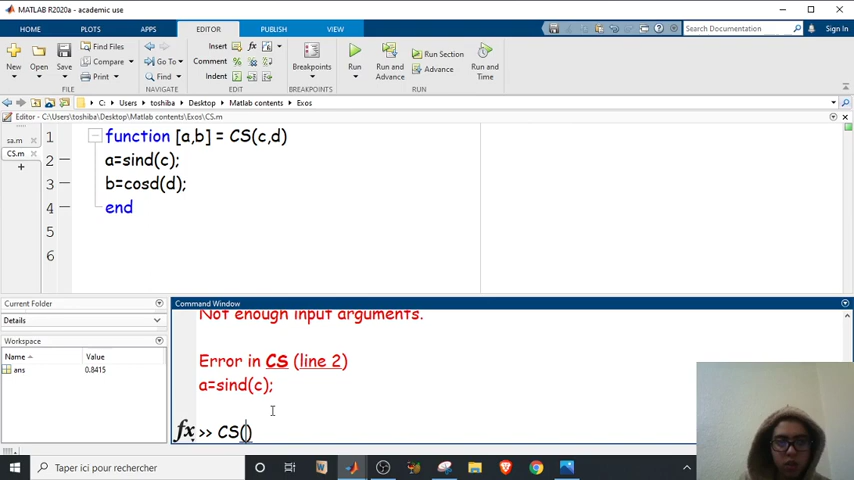 MATLAB R2020a - academic use
HOME PLOTS APPS EDITOR PUBLISH VIEW Search Documentation Sign In
New Open Save Find Files Compare Print Insert Comment Indent fx Go To Find Breakpoints Run Run and Advance Run Section Advance Run and Time
FILE NAVIGATE EDIT BREAKPOINTS RUN
C: Users toshiba Desktop Matlab contents Exos
Editor - C:\Users\toshiba\Desktop\Matlab contents\Exos\CS.m
sa.m
CS.m
1 function [a,b] = CS(c,d)
2 a=sind(c);
3 b=cosd(d);
4 end
5
6
Current Folder
Details
Workspace
Name Value
ans 0.8415
Command Window
Not enough input arguments.
Error in CS (line 2)
a=sind(c);
fx >> CS()
Taper ici pour rechercher